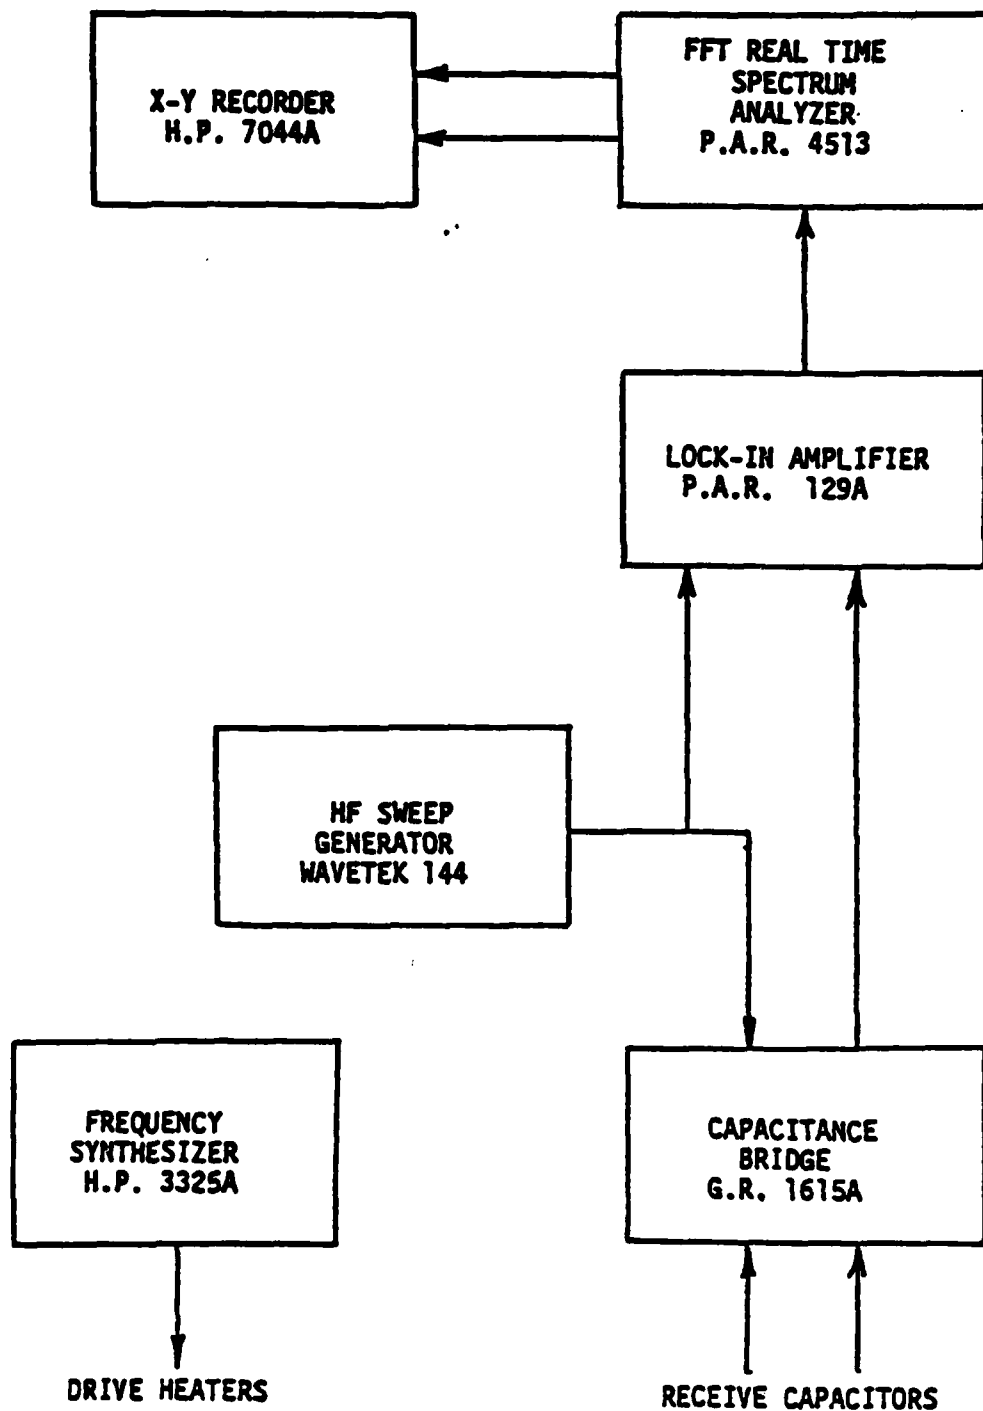 X-Y RECORDER
H.P. 7044A
FFT REAL TIME
SPECTRUM
ANALYZER
P.A.R. 4513
LOCK-IN AMPLIFIER
P.A.R. 129A
HF SWEEP
GENERATOR
WAVETEK 144
FREQUENCY
SYNTHESIZER
H.P. 3325A
CAPACITANCE
BRIDGE
G.R. 1615A
DRIVE HEATERS
RECEIVE CAPACITORS